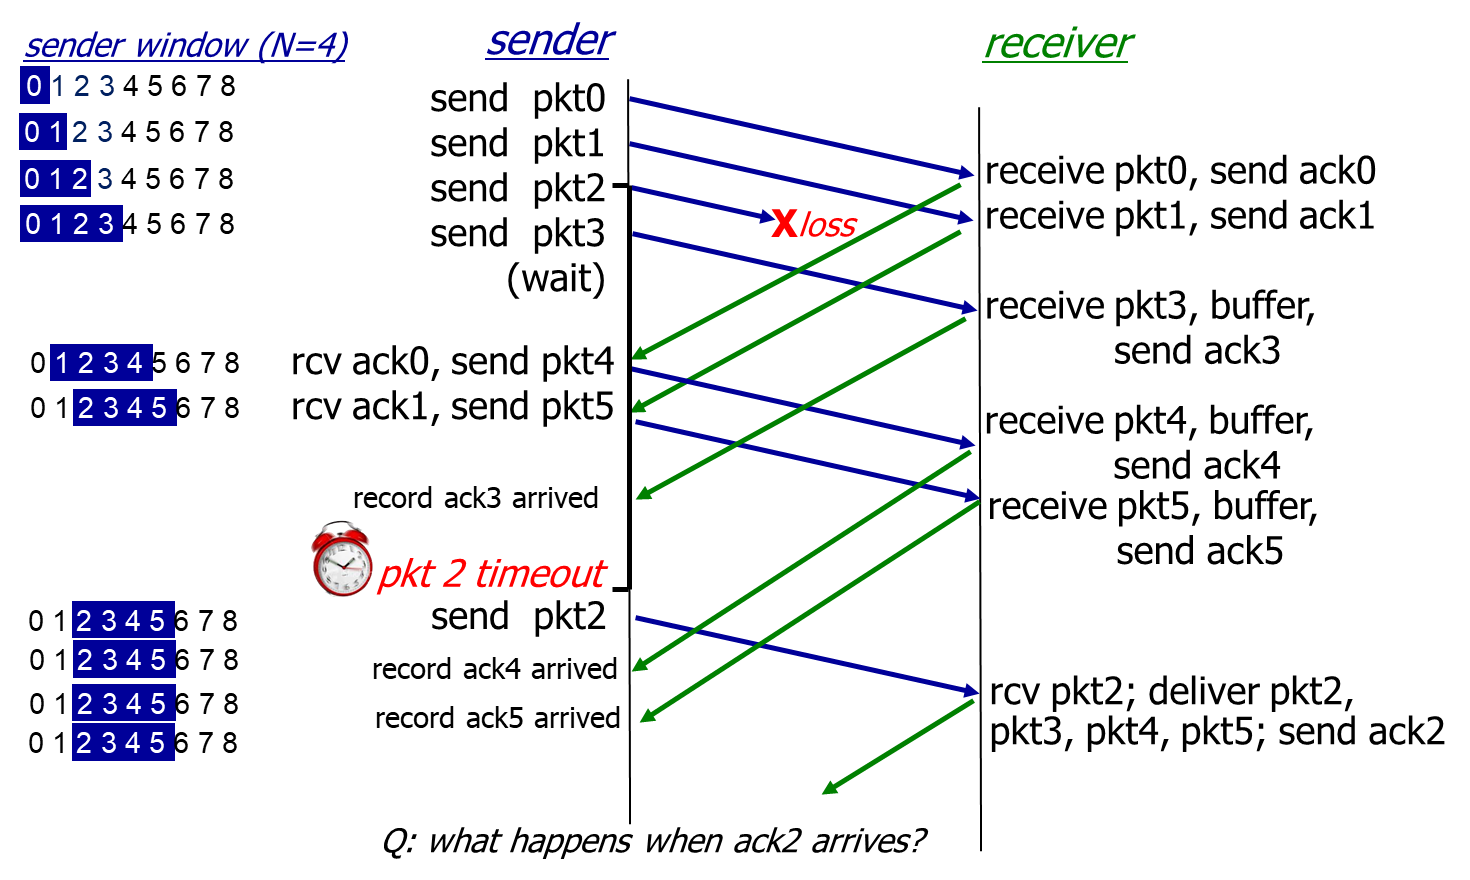 sender window (N=4)
sender
receiver
0 1 2 3 4 5 6 7 8
send pkt0
0 1 2 3 4 5 6 7 8
send pkt1
0 1 2 3 4 5 6 7 8
send pkt2
0 1 2 3 4 5 6 7 8
send pkt3
(wait)
X loss
receive pkt0, send ack0
receive pkt1, send ack1
receive pkt3, buffer,
send ack3
0 1 2 3 4 5 6 7 8
rcv ack0, send pkt4
0 1 2 3 4 5 6 7 8
rcv ack1, send pkt5
receive pkt4, buffer,
send ack4
receive pkt5, buffer,
send ack5
record ack3 arrived
pkt 2 timeout
0 1 2 3 4 5 6 7 8
send pkt2
0 1 2 3 4 5 6 7 8
record ack4 arrived
0 1 2 3 4 5 6 7 8
record ack5 arrived
0 1 2 3 4 5 6 7 8
rcv pkt2; deliver pkt2,
pkt3, pkt4, pkt5; send ack2
Q: what happens when ack2 arrives?